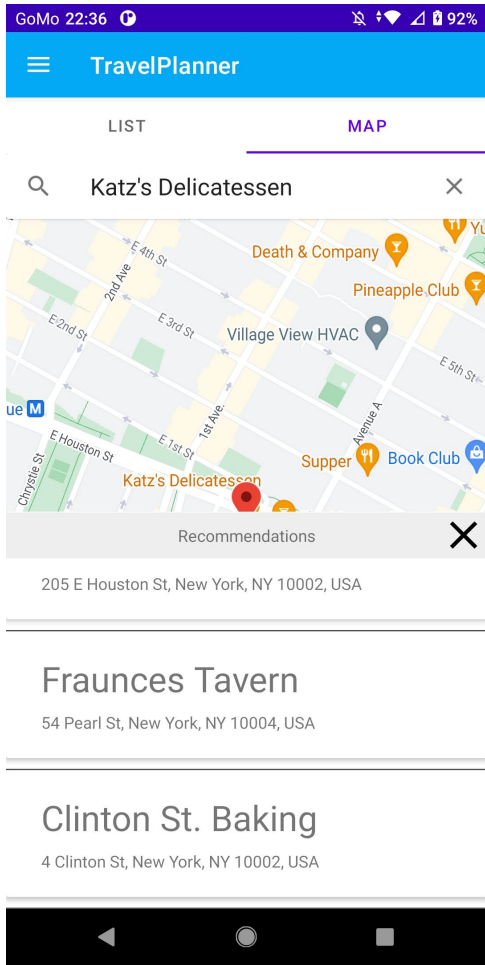 GoMo 22:36 92%
TravelPlanner
LIST MAP
Katz's Delicatessen
Yu
E 4th St
Death & Company
2nd Ave
Pineapple Club
E 2nd St
E 3rd St
Village View HVAC
E 5th St
ue M
1st Ave
Avenue A
E Houston St
E 1st St
Chrystie St
Supper
Book Club
Katz's Delicatessen
Recommendations
205 E Houston St, New York, NY 10002, USA
Fraunces Tavern
54 Pearl St, New York, NY 10004, USA
Clinton St. Baking
4 Clinton St, New York, NY 10002, USA